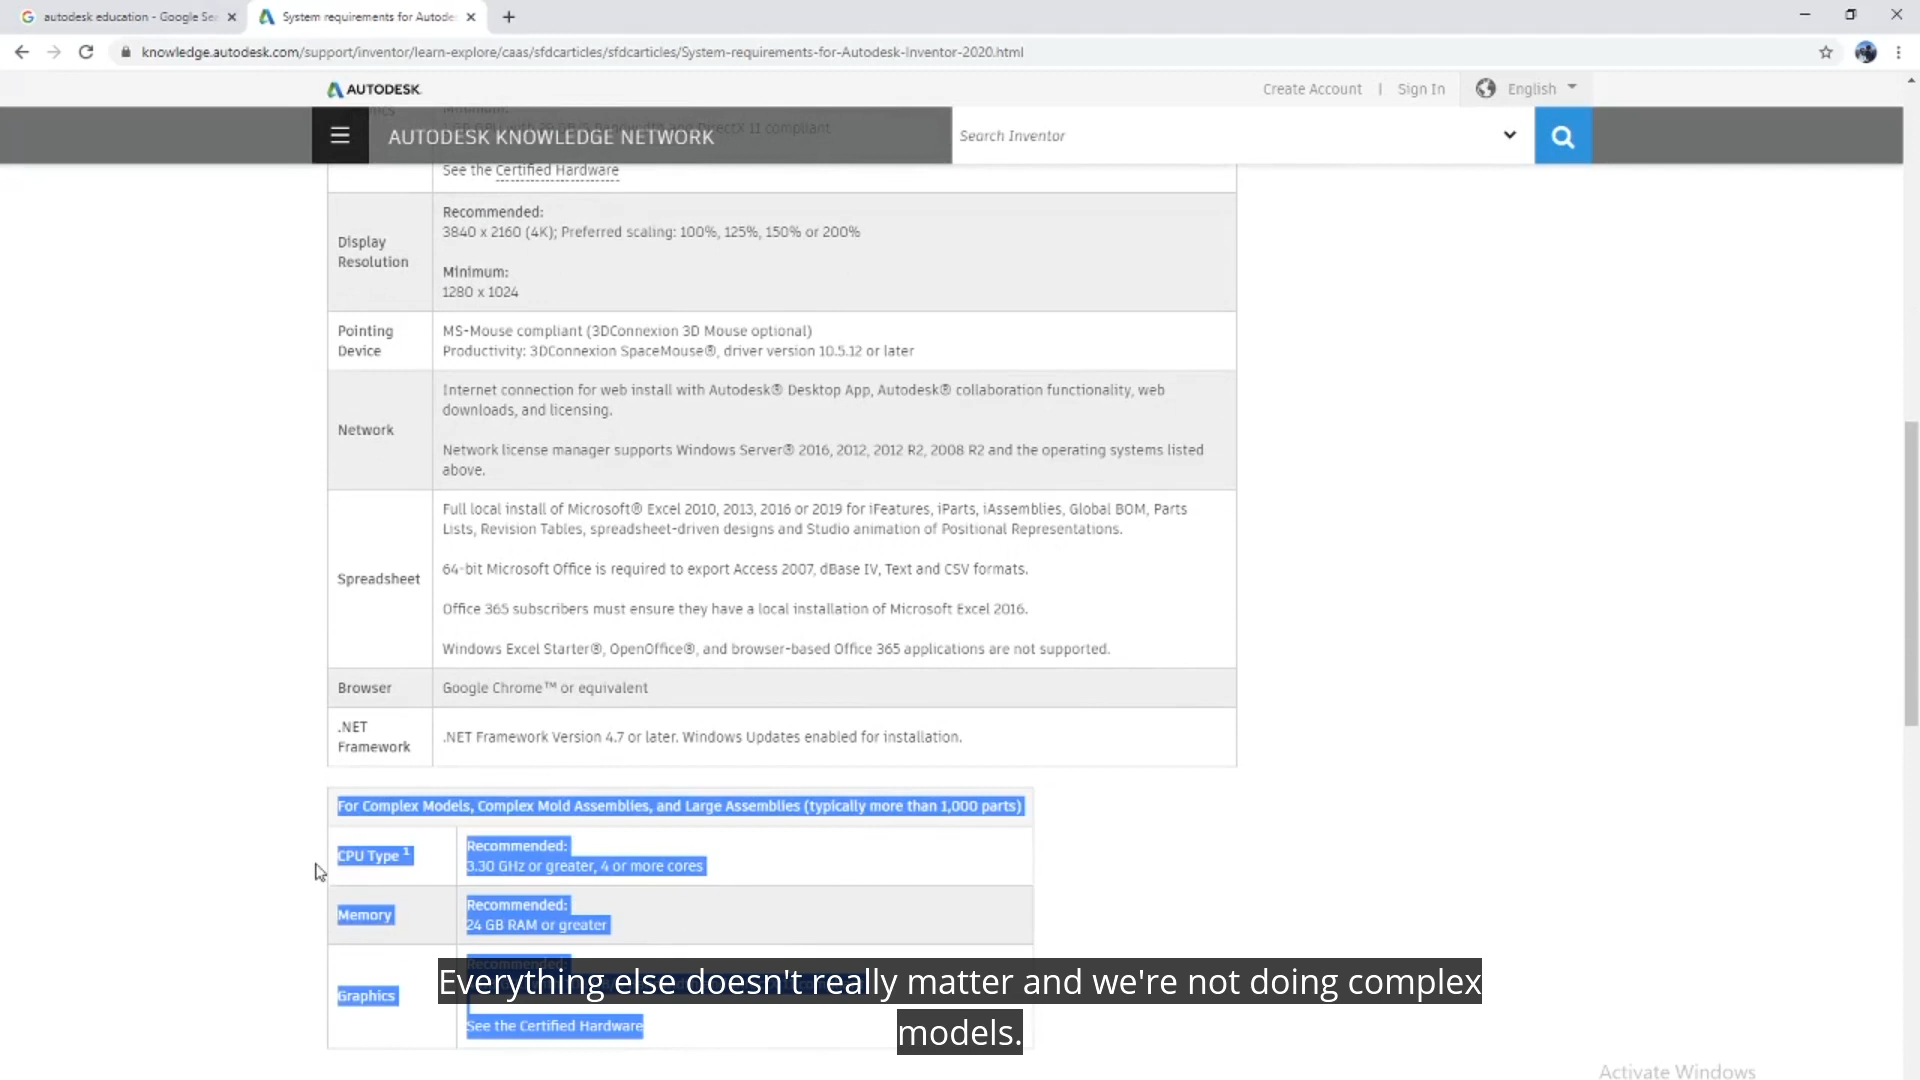 autodesk education - Google Se
System requirements for Autode
knowledge.autodesk.com/support/inventor/learn-explore/caas/sfdcarticles/sfdcarticles/System-requirements-for-Autodesk-Inventor-2020.html
AUTODESK
Create Account | Sign In
English
AUTODESK KNOWLEDGE NETWORK
Search Inventor
See the Certified Hardware
Display
Resolution
Recommended:
3840 x 2160 (4K); Preferred scaling: 100%, 125%, 150% or 200%
Minimum:
1280 x 1024
Pointing
Device
MS-Mouse compliant (3DConnexion 3D Mouse optional)
Productivity: 3DConnexion SpaceMouse®, driver version 10.5.12 or later
Network
Internet connection for web install with Autodesk® Desktop App, Autodesk® collaboration functionality, web
downloads, and licensing.
Network license manager supports Windows Server® 2016, 2012, 2012 R2, 2008 R2 and the operating systems listed
above.
Spreadsheet
Full local install of Microsoft® Excel 2010, 2013, 2016 or 2019 for iFeatures, iParts, iAssemblies, Global BOM, Parts
Lists, Revision Tables, spreadsheet-driven designs and Studio animation of Positional Representations.
64-bit Microsoft Office is required to export Access 2007, dBase IV, Text and CSV formats.
Office 365 subscribers must ensure they have a local installation of Microsoft Excel 2016.
Windows Excel Starter®, OpenOffice®, and browser-based Office 365 applications are not supported.
Browser
Google Chrome™ or equivalent
.NET
Framework
.NET Framework Version 4.7 or later. Windows Updates enabled for installation.
For Complex Models, Complex Mold Assemblies, and Large Assemblies (typically more than 1,000 parts)
CPU Type 1
Recommended:
3.30 GHz or greater, 4 or more cores
Memory
Recommended:
24 GB RAM or greater
Graphics
Recommended:
See the Certified Hardware
Everything else doesn't really matter and we're not doing complex
models.
Activate Windows